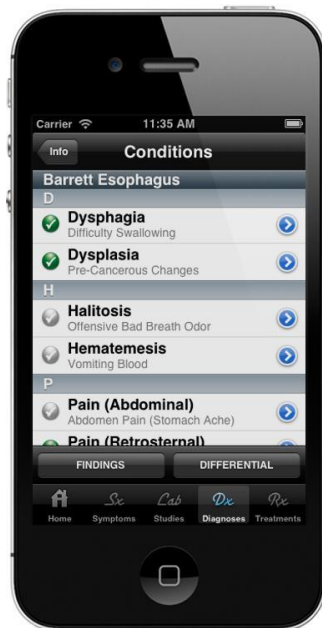 Carrier 11:35 AM
Info Conditions
Barrett Esophagus
D
Dysphagia
Difficulty Swallowing
Dysplasia
Pre-Cancerous Changes
H
Halitosis
Offensive Bad Breath Odor
Hematemesis
Vomiting Blood
P
Pain (Abdominal)
Abdomen Pain (Stomach Ache)
Pain (Retrosternal)
FINDINGS DIFFERENTIAL
Sx Lab Dx Rx
Home Symptoms Studies Diagnoses Treatments